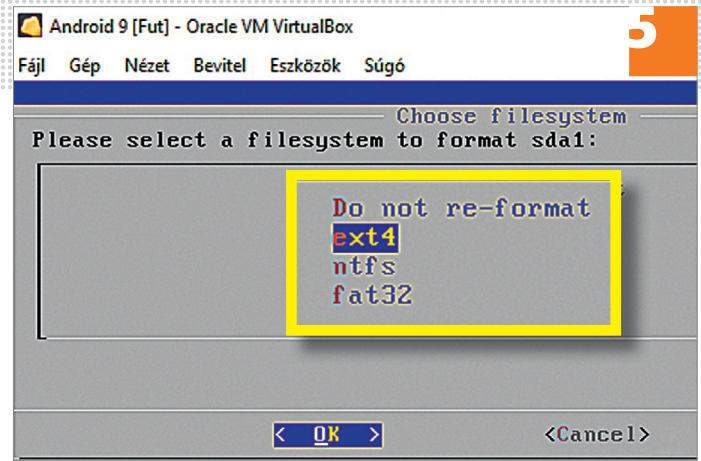 Android 9 [Fut] - Oracle VM VirtualBox
5
Fájl Gép Nézet Bevitel Eszközök Súgó
Choose filesystem
Please select a filesystem to format sda1:
Do not re-format
ext4
ntfs
fat32
< OK > <Cancel>